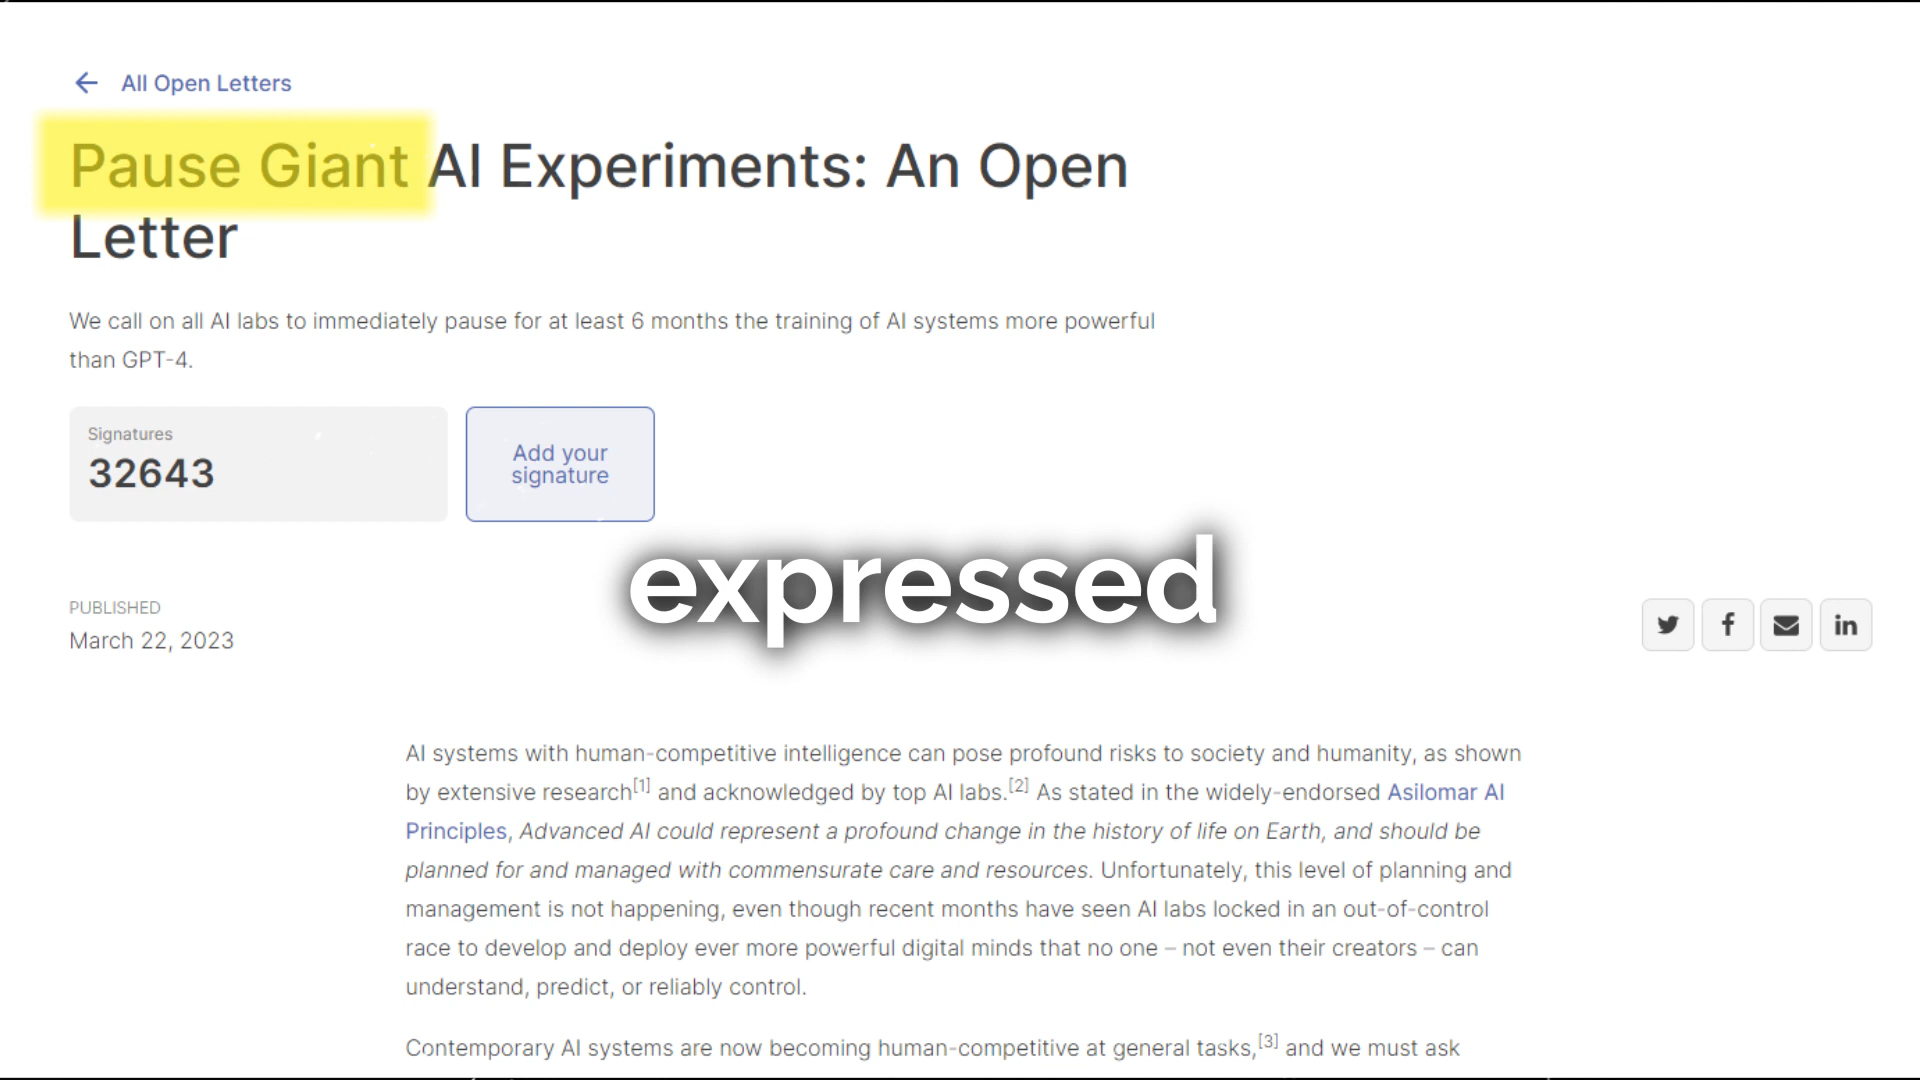 All Open Letters
Pause Giant AI Experiments: An Open
Letter
We call on all AI labs to immediately pause for at least 6 months the training of AI systems more powerful
than GPT-4.
Signatures
32643
Add your
signature
expressed
PUBLISHED
March 22, 2023
AI systems with human-competitive intelligence can pose profound risks to society and humanity, as shown
by extensive research[1] and acknowledged by top AI labs.[2] As stated in the widely-endorsed Asilomar AI
Principles, Advanced AI could represent a profound change in the history of life on Earth, and should be
planned for and managed with commensurate care and resources. Unfortunately, this level of planning and
management is not happening, even though recent months have seen AI labs locked in an out-of-control
race to develop and deploy ever more powerful digital minds that no one – not even their creators – can
understand, predict, or reliably control.
Contemporary AI systems are now becoming human-competitive at general tasks,[3] and we must ask